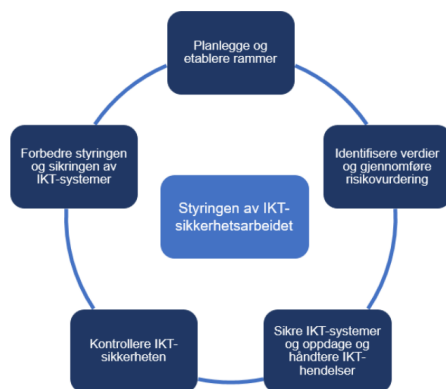 Planlegge og
etablere rammer
Identifisere verdier
og gjennomføre
risikovurdering
Sikre IKT-systemer
og oppdage og
håndtere IKT-
hendelser
Kontrollere IKT-
sikkerheten
Forbedre styringen
og sikringen av
IKT-systemer
Styringen av IKT-
sikkerhetsarbeidet